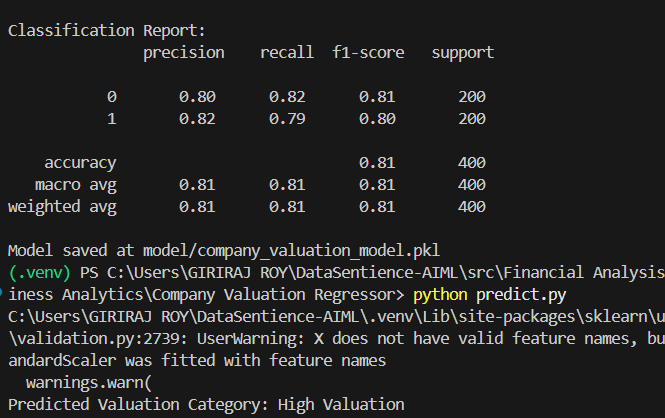 Classification Report:
precision recall f1-score support
0 0.80 0.82 0.81 200
1 0.82 0.79 0.80 200
accuracy 0.81 400
macro avg 0.81 0.81 0.81 400
weighted avg 0.81 0.81 0.81 400
Model saved at model/company_valuation_model.pkl
(.venv) PS C:\Users\GIRIRAJ ROY\DataSentience-AIML\src\Financial Analysis
iness Analytics\Company Valuation Regressor> python predict.py
C:\Users\GIRIRAJ ROY\DataSentience-AIML\.venv\Lib\site-packages\sklearn\u
\validation.py:2739: UserWarning: X does not have valid feature names, bu
andardScaler was fitted with feature names
warnings.warn(
Predicted Valuation Category: High Valuation